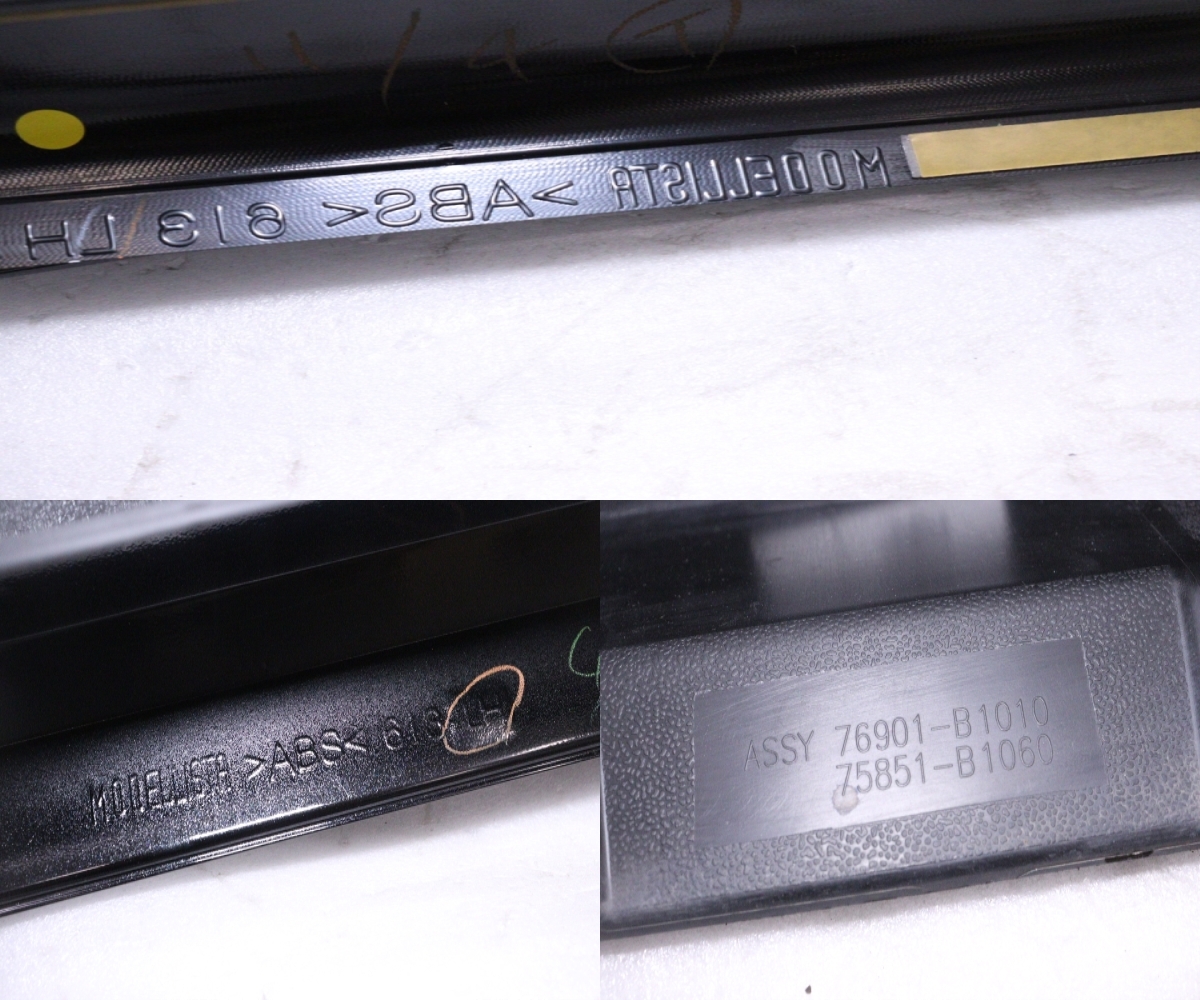 MODELLISTA >ABS< 613 LH
MODELLISTA >ABS< 613 LH
ASSY 76901-B1010
75851-B1060